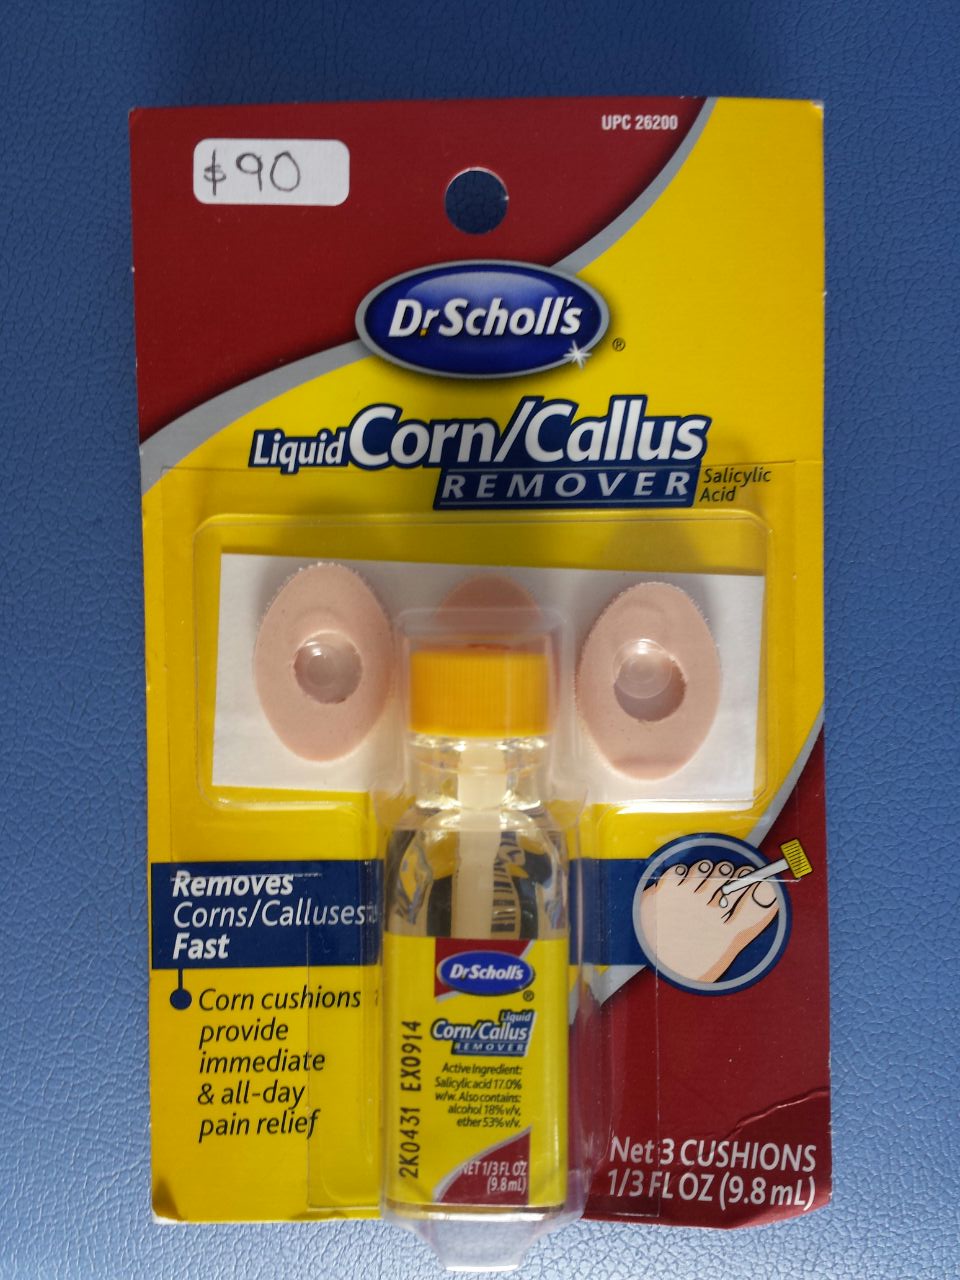 UPC 26200
$90
Dr. Scholl's
®
Liquid Corn/Callus
REMOVER
Salicylic
Acid
Removes
Corns/Calluses
Fast
Corn cushions
provide
immediate
& all-day
pain relief
Dr. Scholl's
®
Liquid
Corn/Callus
REMOVER
Active Ingredient:
Salicylic acid 17.0%
w/w. Also contains:
alcohol 18% v/v,
ether 53% v/v.
NET 1/3 FL OZ
(9.8 mL)
2K0431 EX0914
Net 3 CUSHIONS
1/3 FL OZ (9.8 mL)